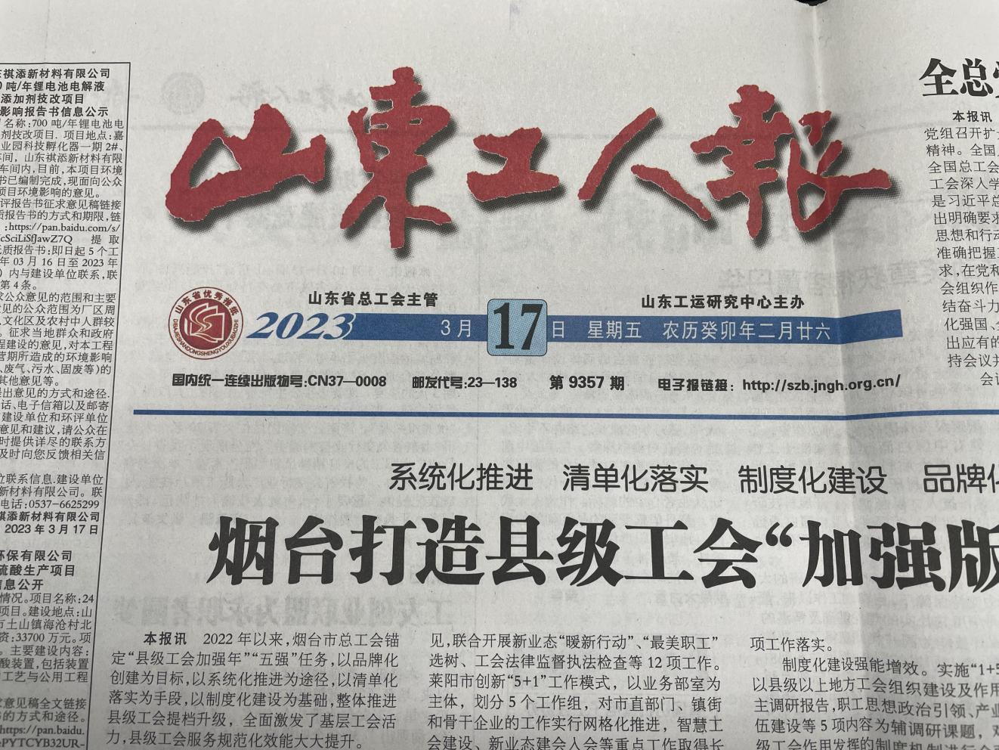 山東工人報
山东省总工会主管
山东工运研究中心主办
山东省优秀报纸
2023 3月 17 日 星期五 农历癸卯年二月廿六
国内统一连续出版物号:CN37—0008 邮发代号:23—138 第 9357 期 电子报链接：http://szb.jngh.org.cn/
系统化推进 清单化落实 制度化建设 品牌化
烟台打造县级工会“加强版
本报讯 2022 年以来,烟台市总工会锚
定“县级工会加强年”“五强”任务,以品牌化
创建为目标,以系统化推进为途径,以清单化
落实为手段,以制度化建设为基础,整体推进
县级工会提档升级，全面激发了基层工会活
力,县级工会服务规范化效能大大提升。
见,联合开展新业态“暖新行动”、“最美职工”
选树、工会法律监督执法检查等 12 项工作。
莱阳市创新“5+1”工作模式，以业务部室为
主体，划分 5 个工作组，对市直部门、镇街
和骨干企业的工作实行网格化推进，智慧工
会建设、新业态建会入会等重点工作取得长
项工作落实。
制度化建设强能增效。实施“1+5
以县级以上地方工会组织建设及作用
主调研报告,职工思想政治引领、产业
伍建设等 5 项内容为辅调研课题，对
级工会作用发挥的制度机制进行全
祺添新材料有限公司
吨/年锂电池电解液
添加剂技改项目
影响报告书信息公示
名称:700 吨/年锂电池电
剂技改项目. 项目地点:嘉
业园科技孵化器一期 2#、
车间，山东祺添新材料有限
车间内,目前,本项目环境
书已编制完成,现面向公众
项目环境影响的意见。
评报告书征求意见稿链接
质报告书的方式和期限,链
:https://pan.baidu.com/s/
提取
质报告书:即日起 5 个工
年 03 月 16日至 2023 年
）内与建设单位联系,联
第 4 条。
求公众意见的范围和主要
意见的公众范围为厂区周
、文化区及农村中人群较
。征求当地群众和政府
程建设的意见,对本工程
营期所造成的环境影响
、废气、污水、固废等)的
其他意见等。
提出意见的方式和途径.
话、电子信箱以及邮寄
建设单位和环评单位
意见和建议,请公众在
时提供详尽的联系方
及时向您反馈相关信
位联系信息.建设单位
新材料有限公司。联
电话:0537-6625299
祺添新材料有限公司
2023 年 3 月 17 日
环保有限公司
硫酸生产项目
信息公开
情况。项目名称:24
项目。建设地点:山
市土山镇海沧村北
资:33700 万元。项
。主要建设内容:
酸装置,包括装置
工艺与公用工程
意见稿全文链接
的方式和途径。
https://pan.baidu.
PYTCYB32UR-
全总党
本报讯
党组召开扩大
精神。全国
全国总工会
工会深入学
是习近平总
出明确要求
思想和行动
准确把握
求,在党和
会组织作
结奋斗力
化强国、全
出应有的
持会议并
会议